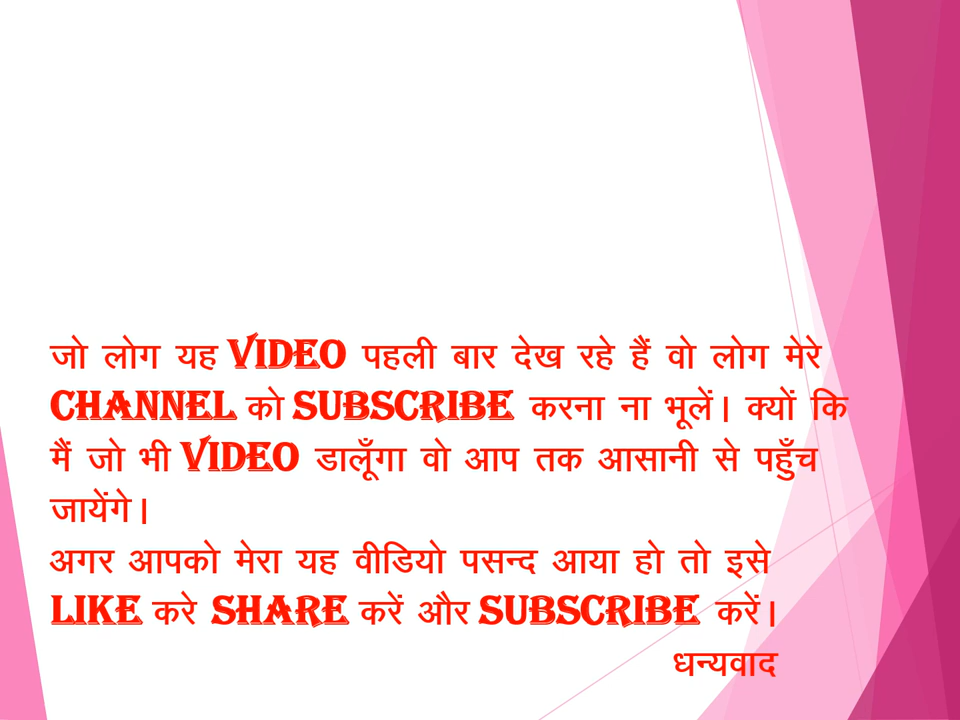 जो लोग यह VIDEO पहली बार देख रहे हैं वो लोग मेरे
CHANNEL को SUBSCRIBE करना ना भूलें। क्यों कि
मैं जो भी VIDEO डालूँगा वो आप तक आसानी से पहुँच
जायेंगे।
अगर आपको मेरा यह वीडियो पसन्द आया हो तो इसे
LIKE करे SHARE करें और SUBSCRIBE करें।
धन्यवाद